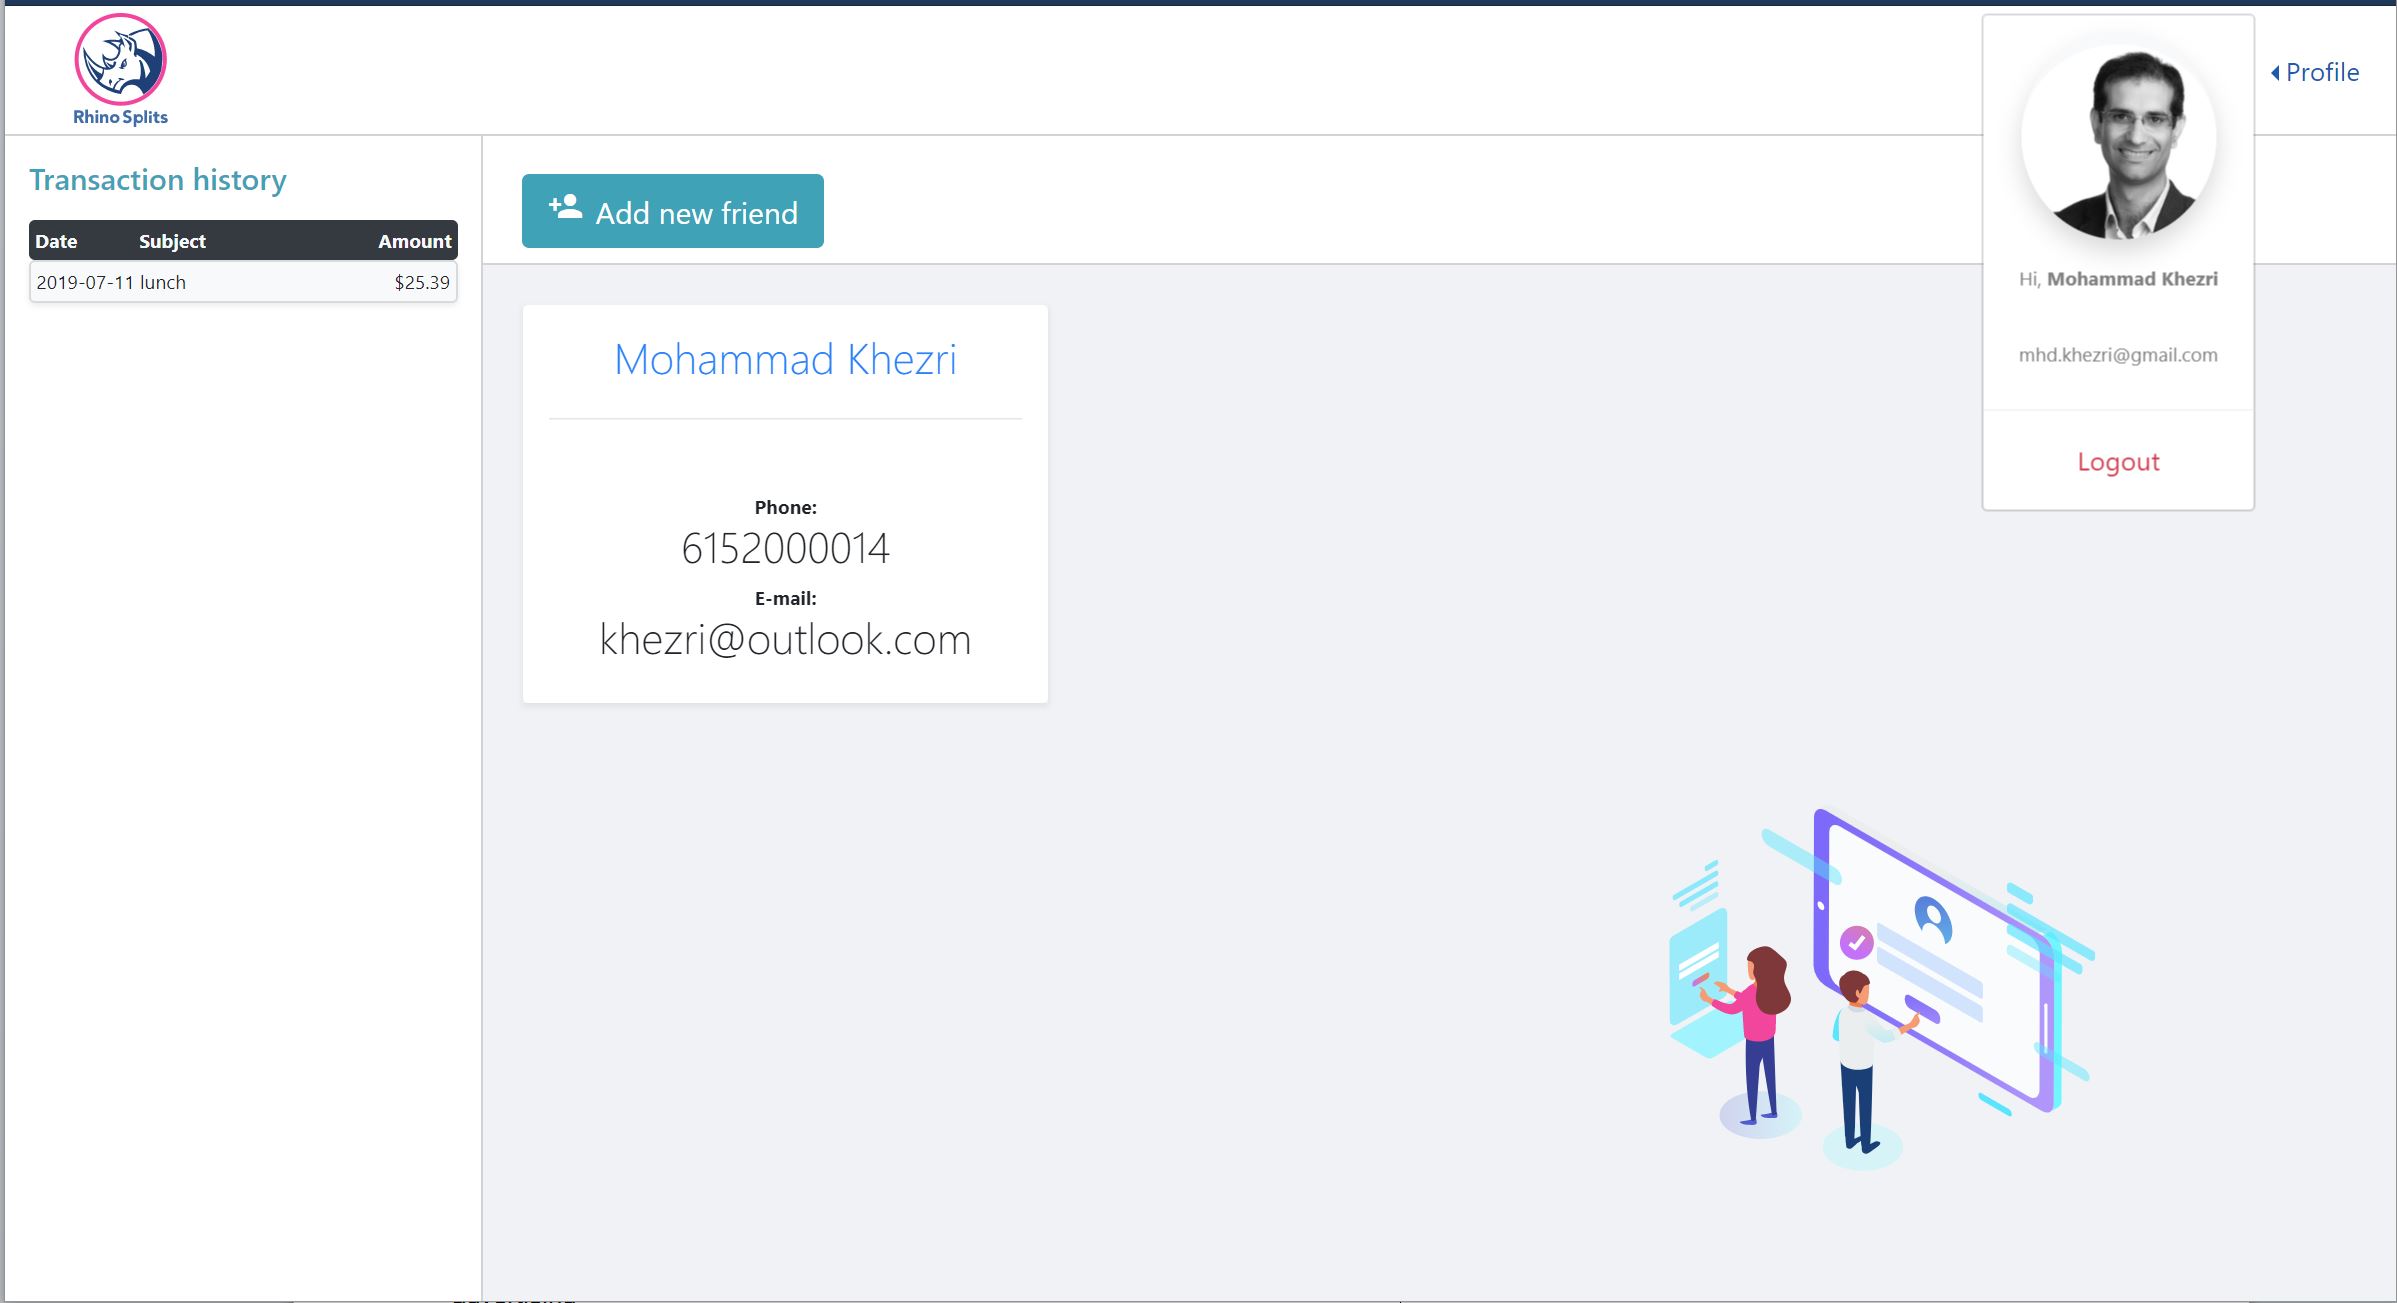 Rhino Splits
Profile
Transaction history
Date Subject Amount
2019-07-11 lunch $25.39
Add new friend
Mohammad Khezri
Phone:
6152000014
E-mail:
khezri@outlook.com
Hi, Mohammad Khezri
mhd.khezri@gmail.com
Logout